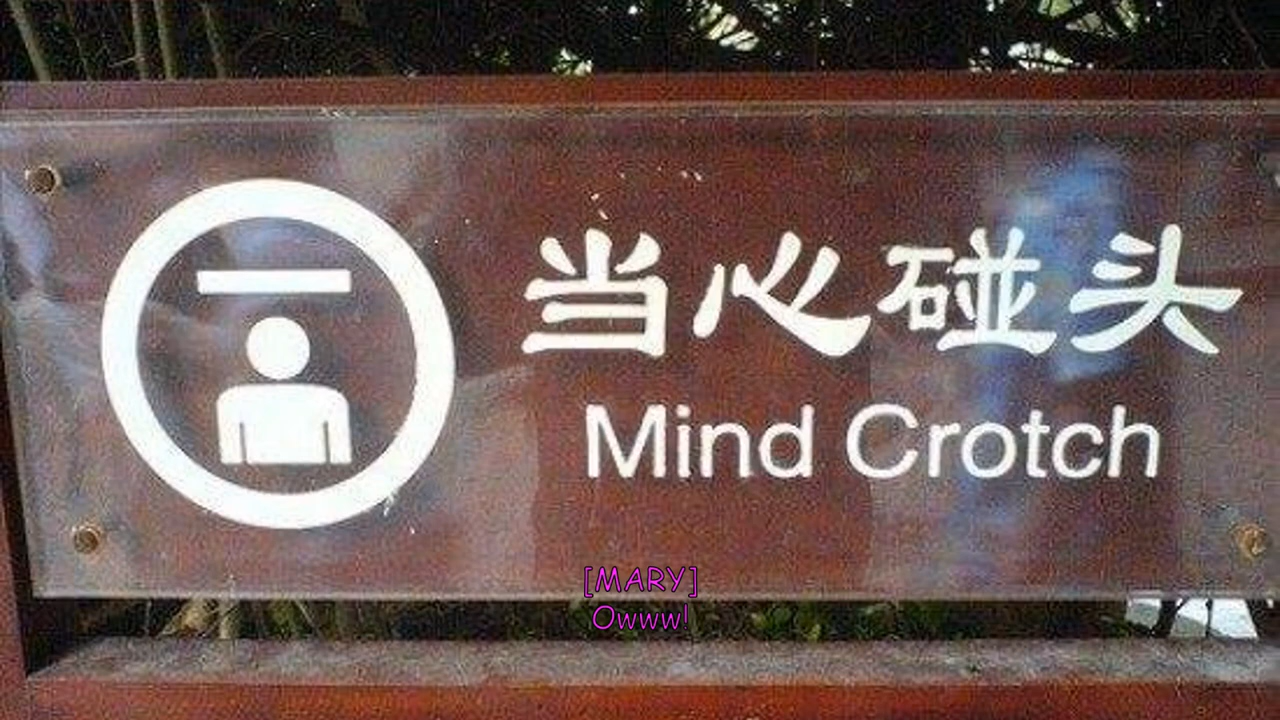 当心碰头
Mind Crotch
[MARY]
Owww!